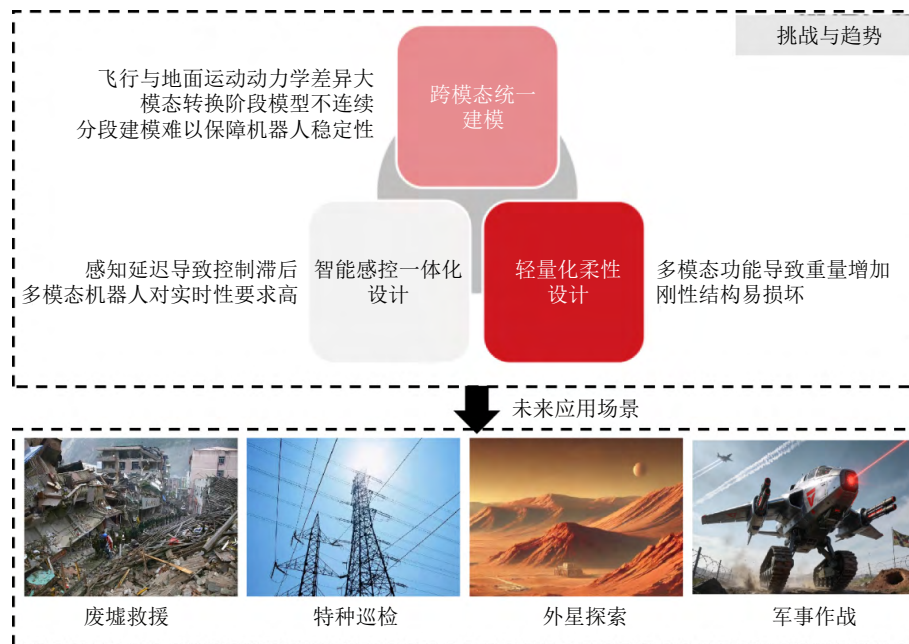 挑战与趋势
飞行与地面运动动力学差异大
模态转换阶段模型不连续
分段建模难以保障机器人稳定性
跨模态统一
建模
感知延迟导致控制滞后
多模态机器人对实时性要求高
智能感控一体化
设计
轻量化柔性
设计
多模态功能导致重量增加
刚性结构易损坏
未来应用场景
废墟救援
特种巡检
外星探索
军事作战